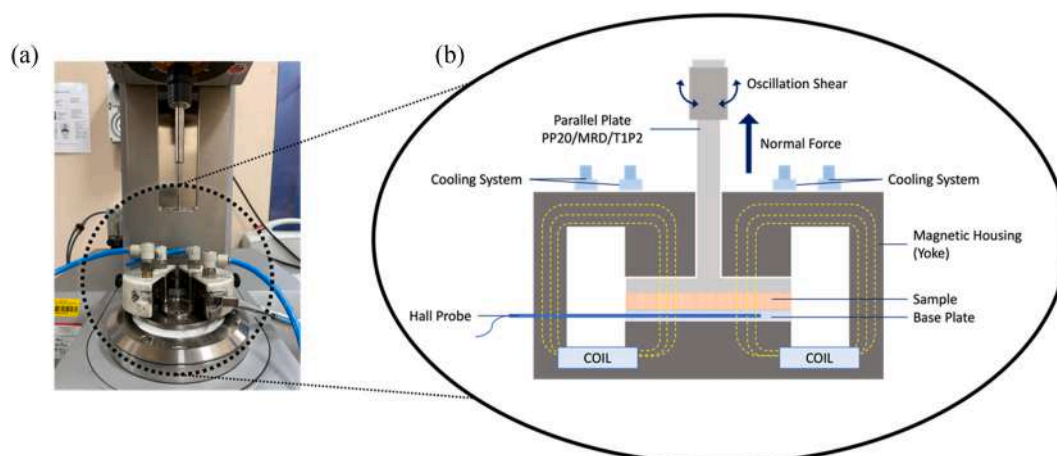 (a)
(b)
Oscillation Shear
Parallel Plate
PP20/MRD/T1P2
Normal Force
Cooling System
Cooling System
Magnetic Housing
(Yoke)
Sample
Hall Probe
Base Plate
COIL
COIL